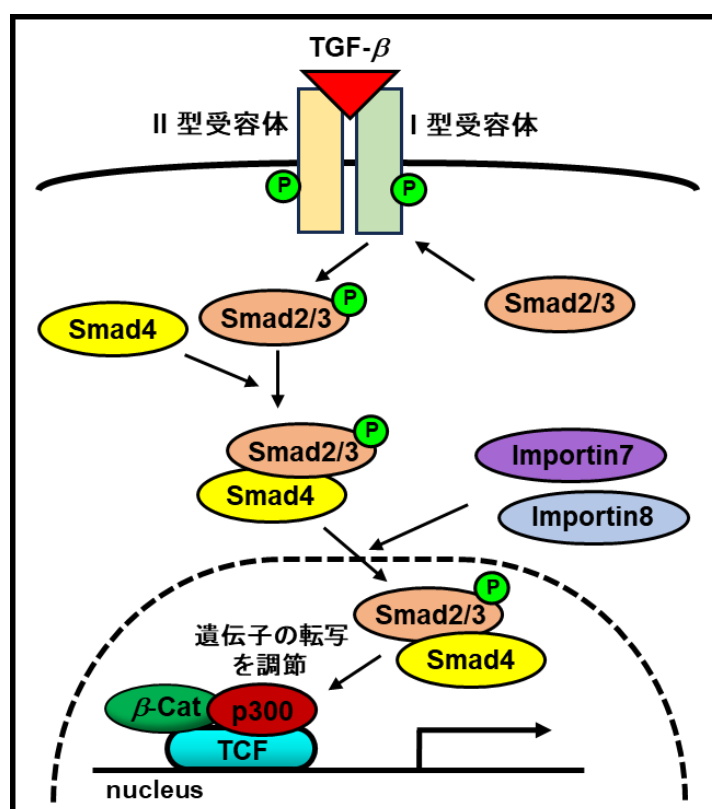 TGF-β
II 型受容体
I 型受容体
P
P
P
Smad2/3
Smad2/3
Smad4
P
Smad2/3
Smad4
Importin7
Importin8
P
Smad2/3
Smad4
遺伝子の転写
を調節
β-Cat
p300
TCF
nucleus